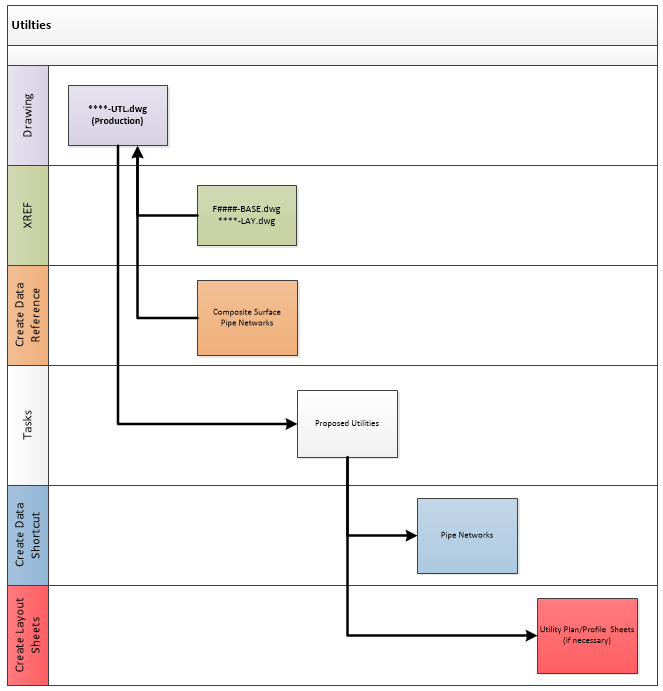 Utilties
Drawing
****-UTL.dwg
(Production)
XREF
F####-BASE.dwg
****-LAY.dwg
Create Data
Reference
Composite Surface
Pipe Networks
Tasks
Proposed Utilities
Create Data
Shortcut
Pipe Networks
Create Layout
Sheets
Utility Plan/Profile Sheets
(if necessary)